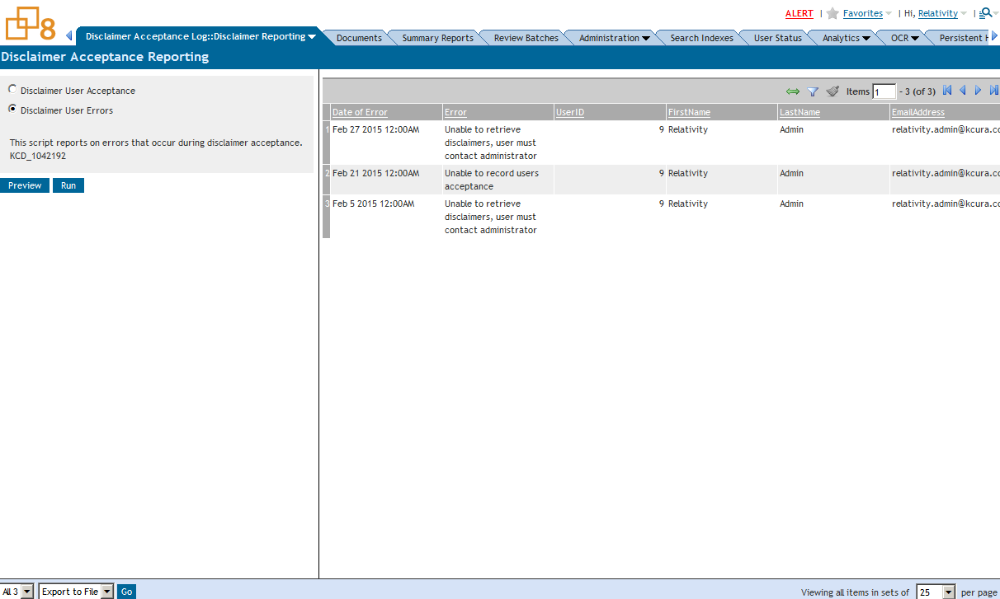 ALERT | Favorites | Hi, Relativity |
8 Disclaimer Acceptance Log::Disclaimer Reporting Documents Summary Reports Review Batches Administration Search Indexes User Status Analytics OCR Persistent
Disclaimer Acceptance Reporting
Disclaimer User Acceptance
Disclaimer User Errors
This script reports on errors that occur during disclaimer acceptance.
KCD_1042192
Preview Run
Items 1 - 3 (of 3)
Date of Error Error UserID FirstName LastName EmailAddress
1 Feb 27 2015 12:00AM Unable to retrieve 9 Relativity Admin relativity.admin@kcura.co
disclaimers, user must
contact administrator
2 Feb 21 2015 12:00AM Unable to record users 9 Relativity Admin relativity.admin@kcura.co
acceptance
3 Feb 5 2015 12:00AM Unable to retrieve 9 Relativity Admin relativity.admin@kcura.co
disclaimers, user must
contact administrator
All 3 Export to File Go Viewing all items in sets of 25 per page